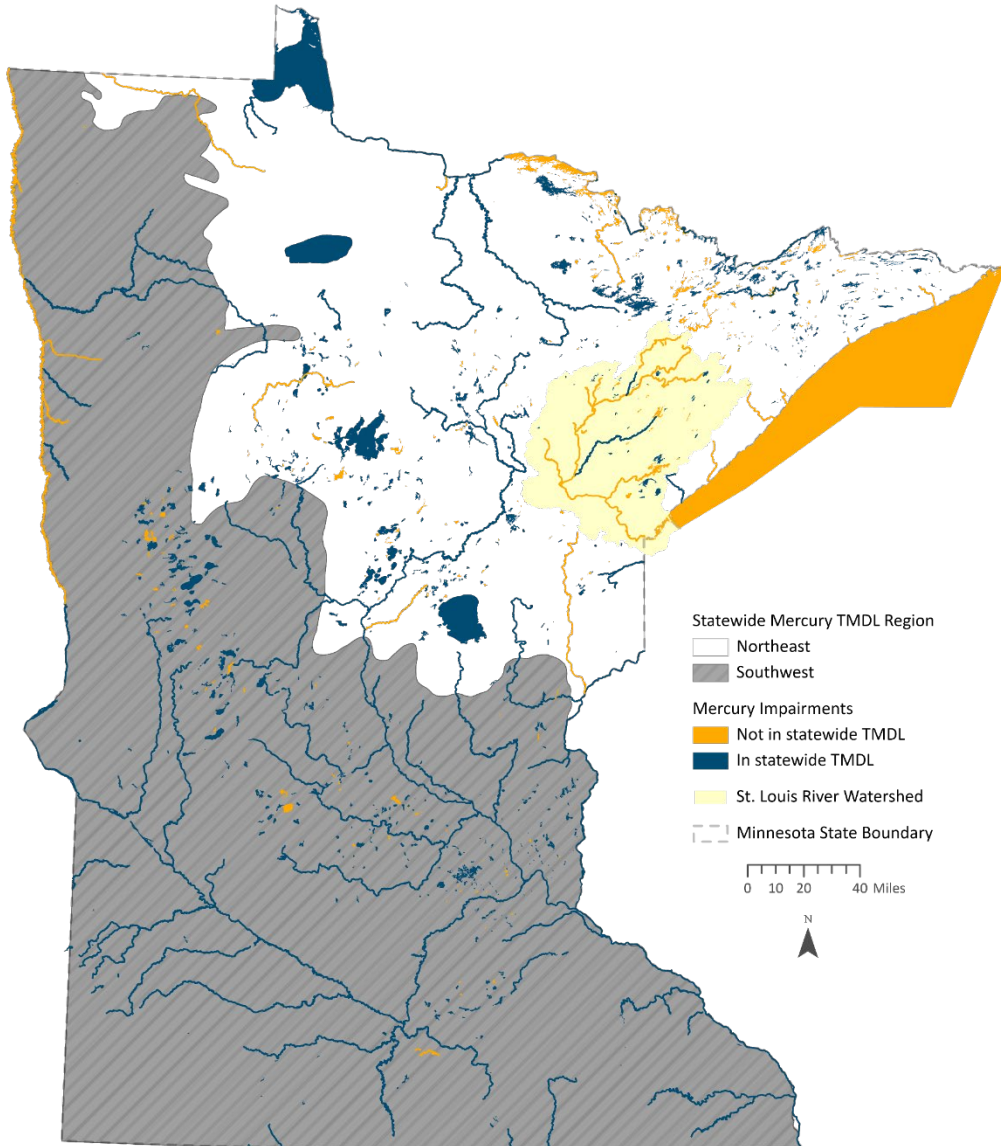 Statewide Mercury TMDL Region
Northeast
Southwest
Mercury Impairments
Not in statewide TMDL
In statewide TMDL
St. Louis River Watershed
Minnesota State Boundary
0 10 20 40 Miles
N